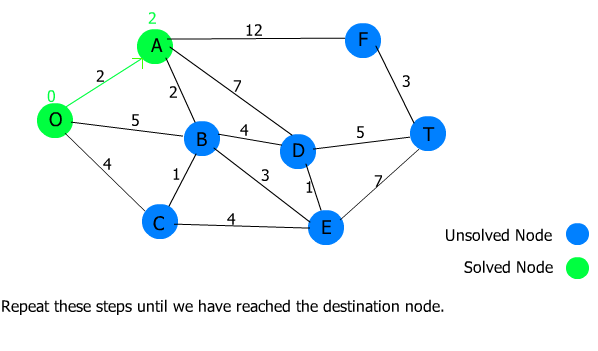 2
12
A
F
2
7
3
0
2
O
5
B
4
D
5
T
4
1
3
1
7
C
4
E
Unsolved Node
Solved Node
Repeat these steps until we have reached the destination node.